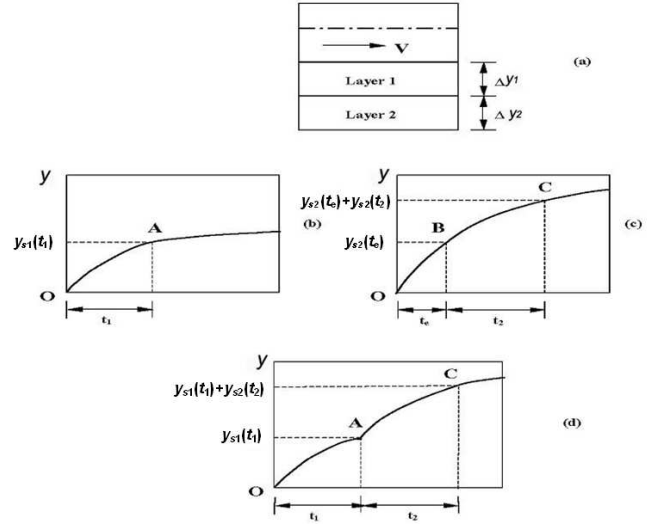 V
(a)
Layer 1
Δy1
Layer 2
Δ y2
y
A
(b)
ys1(t1)
O
t1
y
C
ys2(te)+ys2(t2)
B
(c)
ys2(te)
O
te
t2
y
C
ys1(t1)+ys2(t2)
A
(d)
ys1(t1)
O
t1
t2